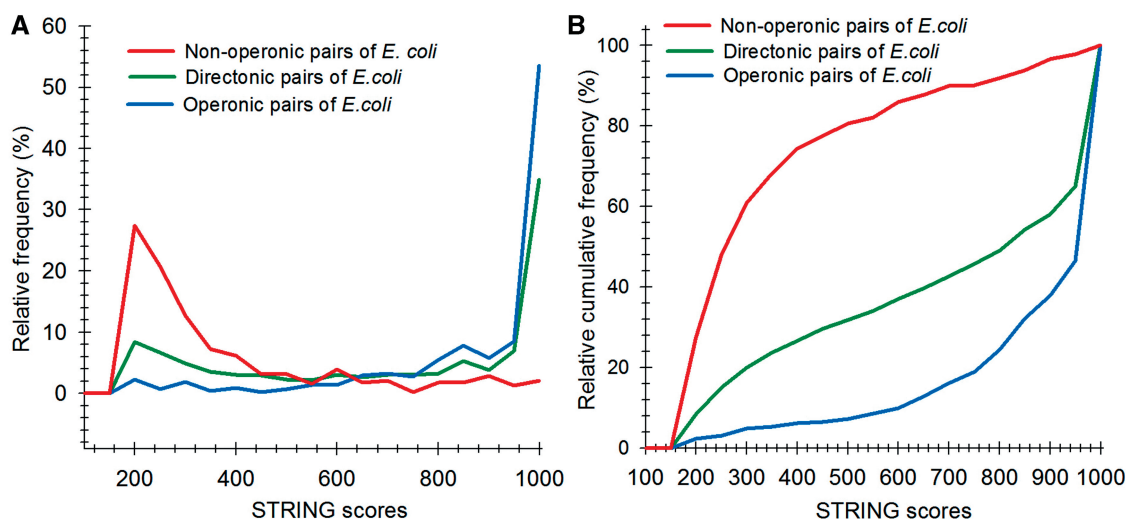 A
Relative frequency (%)
60
50
40
30
20
10
0
Non-operonic pairs of E. coli
Directonic pairs of E.coli
Operonic pairs of E.coli
200 400 600 800 1000
STRING scores
B
Relative cumulative frequency (%)
100
80
60
40
20
0
Non-operonic pairs of E.coli
Directonic pairs of E.coli
Operonic pairs of E.coli
100 200 300 400 500 600 700 800 900 1000
STRING scores